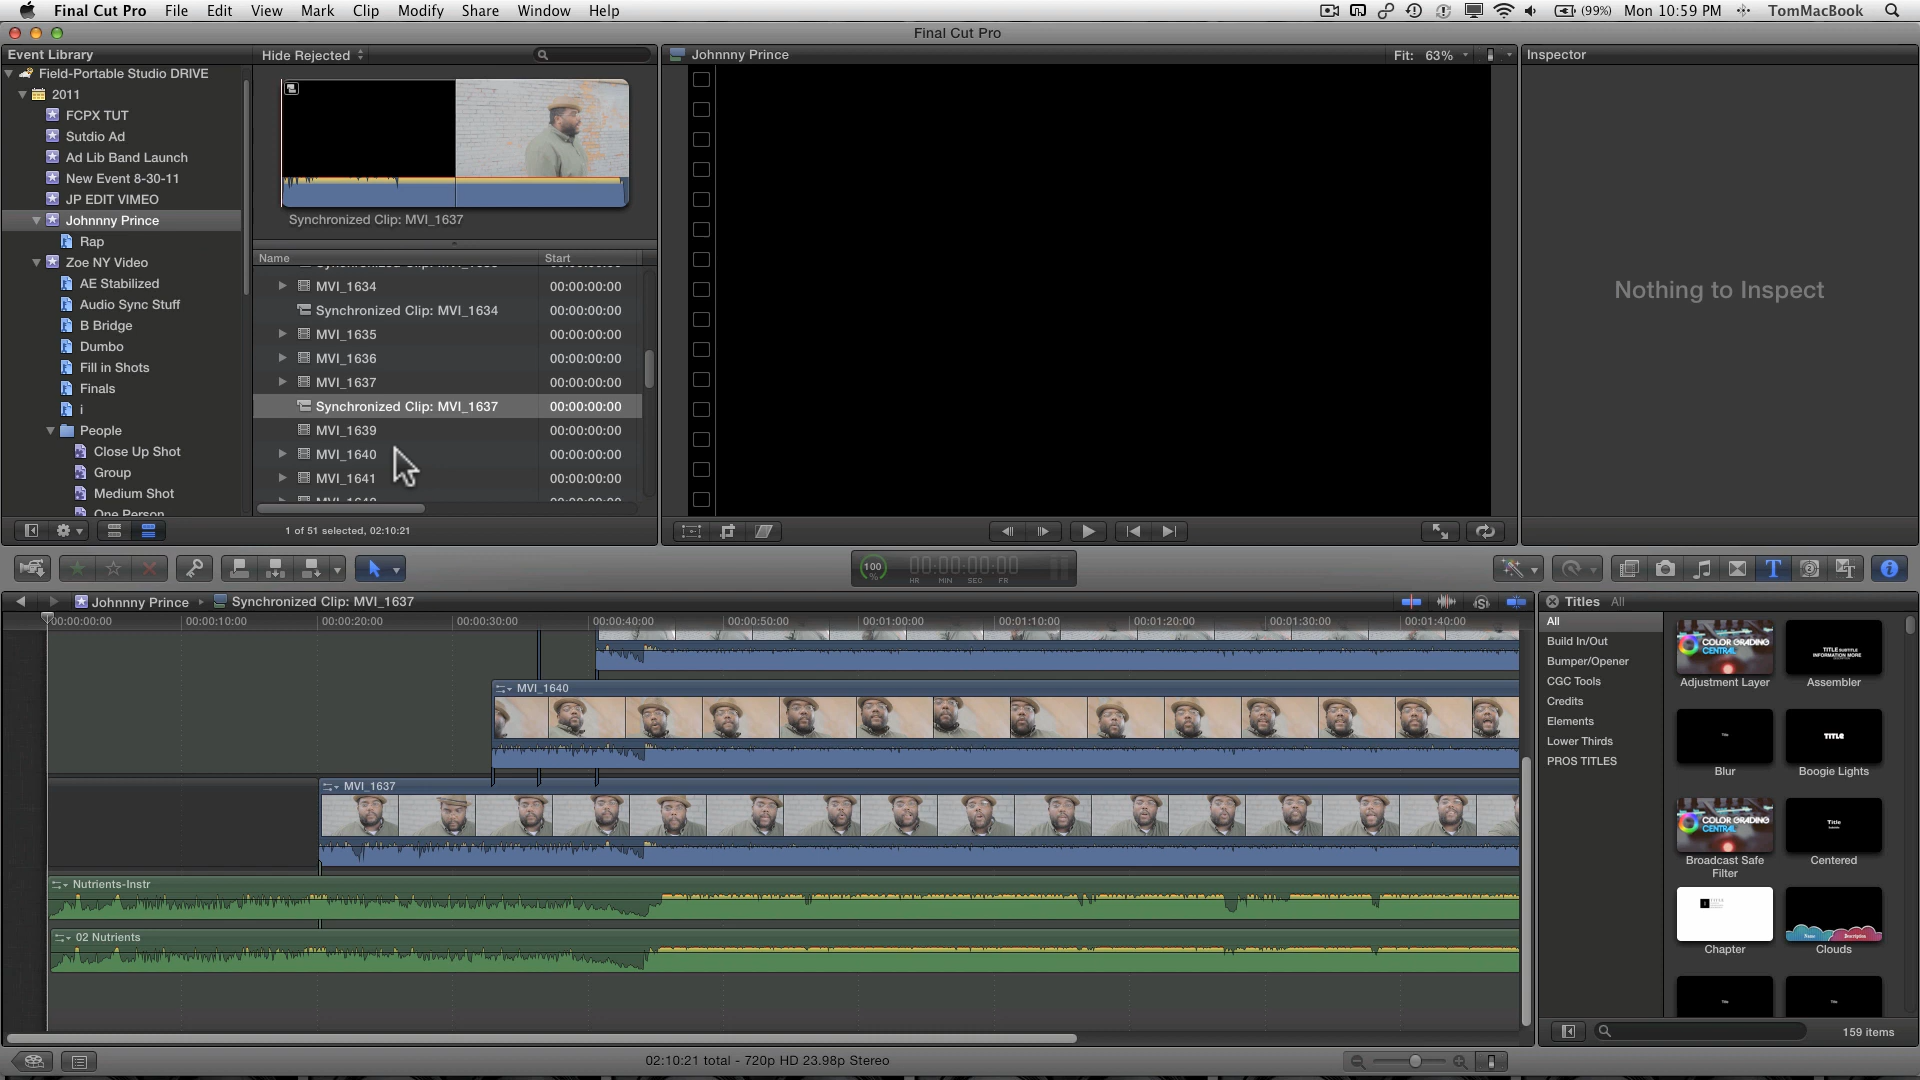 Final Cut Pro File Edit View Mark Clip Modify Share Window Help
(99%) Mon 10:59 PM TomMacBook
Final Cut Pro
Event Library
Field-Portable Studio DRIVE
2011
FCPX TUT
Sutdio Ad
Ad Lib Band Launch
New Event 8-30-11
JP EDIT VIMEO
Johnnny Prince
Rap
Zoe NY Video
AE Stabilized
Audio Sync Stuff
B Bridge
Dumbo
Fill in Shots
Finals
i
People
Close Up Shot
Group
Medium Shot
One Person
Hide Rejected
Synchronized Clip: MVI_1637
Name Start
MVI_1634 00:00:00:00
Synchronized Clip: MVI_1634 00:00:00:00
MVI_1635 00:00:00:00
MVI_1636 00:00:00:00
MVI_1637 00:00:00:00
Synchronized Clip: MVI_1637 00:00:00:00
MVI_1639 00:00:00:00
MVI_1640 00:00:00:00
MVI_1641 00:00:00:00
1 of 51 selected, 02:10:21
Johnnny Prince
Fit: 63%
Inspector
Nothing to Inspect
100 % 00:00:00:00
HR MIN SEC FR
Johnnny Prince Synchronized Clip: MVI_1637
00:00:00:00 00:00:10:00 00:00:20:00 00:00:30:00 00:00:40:00 00:00:50:00 00:01:00:00 00:01:10:00 00:01:20:00 00:01:30:00 00:01:40:00
MVI_1640
MVI_1637
Nutrients-Instr
02 Nutrients
02:10:21 total - 720p HD 23.98p Stereo
Titles All
All
Build In/Out
Bumper/Opener
CGC Tools
Credits
Elements
Lower Thirds
PROS TITLES
COLOR GRADING
CENTRAL
Adjustment Layer
TITLE SUBTITLE
INFORMATION MORE
Assembler
Blur
TITLE
Boogie Lights
COLOR GRADING
CENTRAL
Broadcast Safe
Filter
Title
Centered
Chapter
Name Description
Clouds
159 items